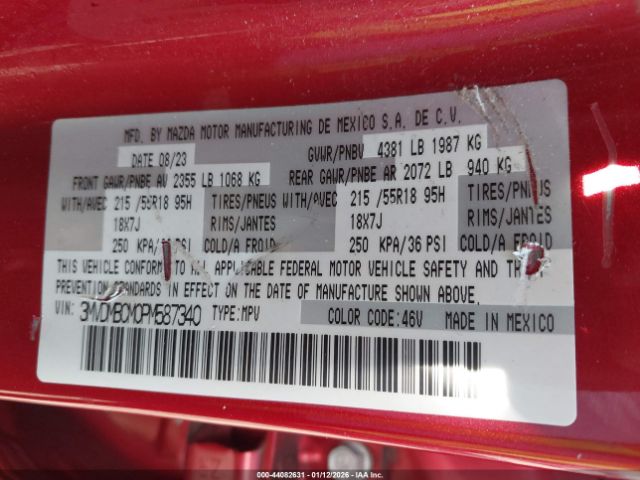 MFD. BY MAZDA MOTOR MANUFACTURING DE MEXICO S.A. DE C.V.
DATE 08/23 GVWR/PNBV 4381 LB 1987 KG
FRONT GAWR/PNBE AV 2355 LB 1068 KG REAR GAWR/PNBE AR 2072 LB 940 KG
WITH/AVEC 215 /55R18 95H TIRES/PNEUS WITH/AVEC 215 /55R18 95H TIRES/PNEUS
18X7J RIMS/JANTES 18X7J RIMS/JANTES
250 KPA/36 PSI COLD/A FROID 250 KPA/36 PSI COLD/A FROID
THIS VEHICLE CONFORMS TO ALL APPLICABLE FEDERAL MOTOR VEHICLE SAFETY AND THEFT
PREVENTION STANDARDS IN EFFECT ON THE DATE OF MANUFACTURE SHOWN ABOVE.
VIN: 3MVDMBCM0PM587340 TYPE:MPV COLOR CODE:46V MADE IN MEXICO
000-44082631 - 01/12/2026 - IAAI.COM